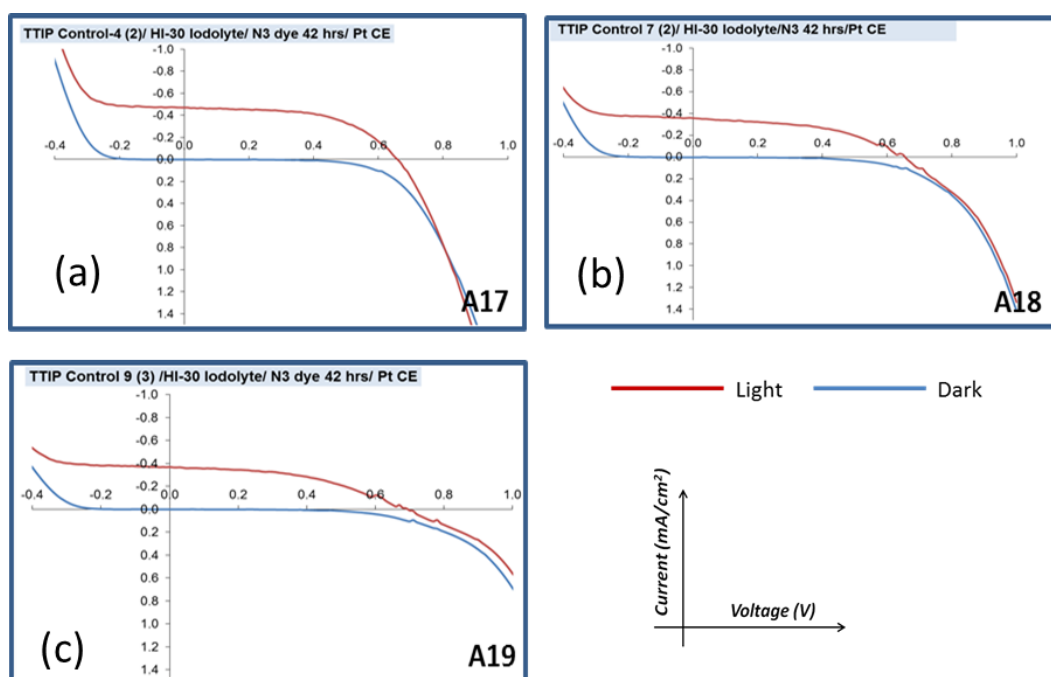 TTIP Control-4 (2)/ HI-30 Iodolyte/ N3 dye 42 hrs/ Pt CE
-1.0
-0.8
-0.6
-0.4
-0.2
-0.4 -0.2 0.0 0.2 0.4 0.6 0.8 1.0
0.0
0.2
0.4
0.6
0.8
1.0
1.2
1.4
(a)
A17
TTIP Control 7 (2)/ HI-30 Iodolyte/N3 42 hrs/Pt CE
-1.0
-0.8
-0.6
-0.4
-0.2
-0.4 -0.2 0.0 0.2 0.4 0.6 0.8 1.0
0.0
0.2
0.4
0.6
0.8
1.0
1.2
1.4
(b)
A18
TTIP Control 9 (3) /HI-30 Iodolyte/ N3 dye 42 hrs/ Pt CE
-1.0
-0.8
-0.6
-0.4
-0.2
-0.4 -0.2 0.0 0.2 0.4 0.6 0.8 1.0
0.0
0.2
0.4
0.6
0.8
1.0
1.2
1.4
(c)
A19
Light
Dark
Current (mA/cm²)
Voltage (V)